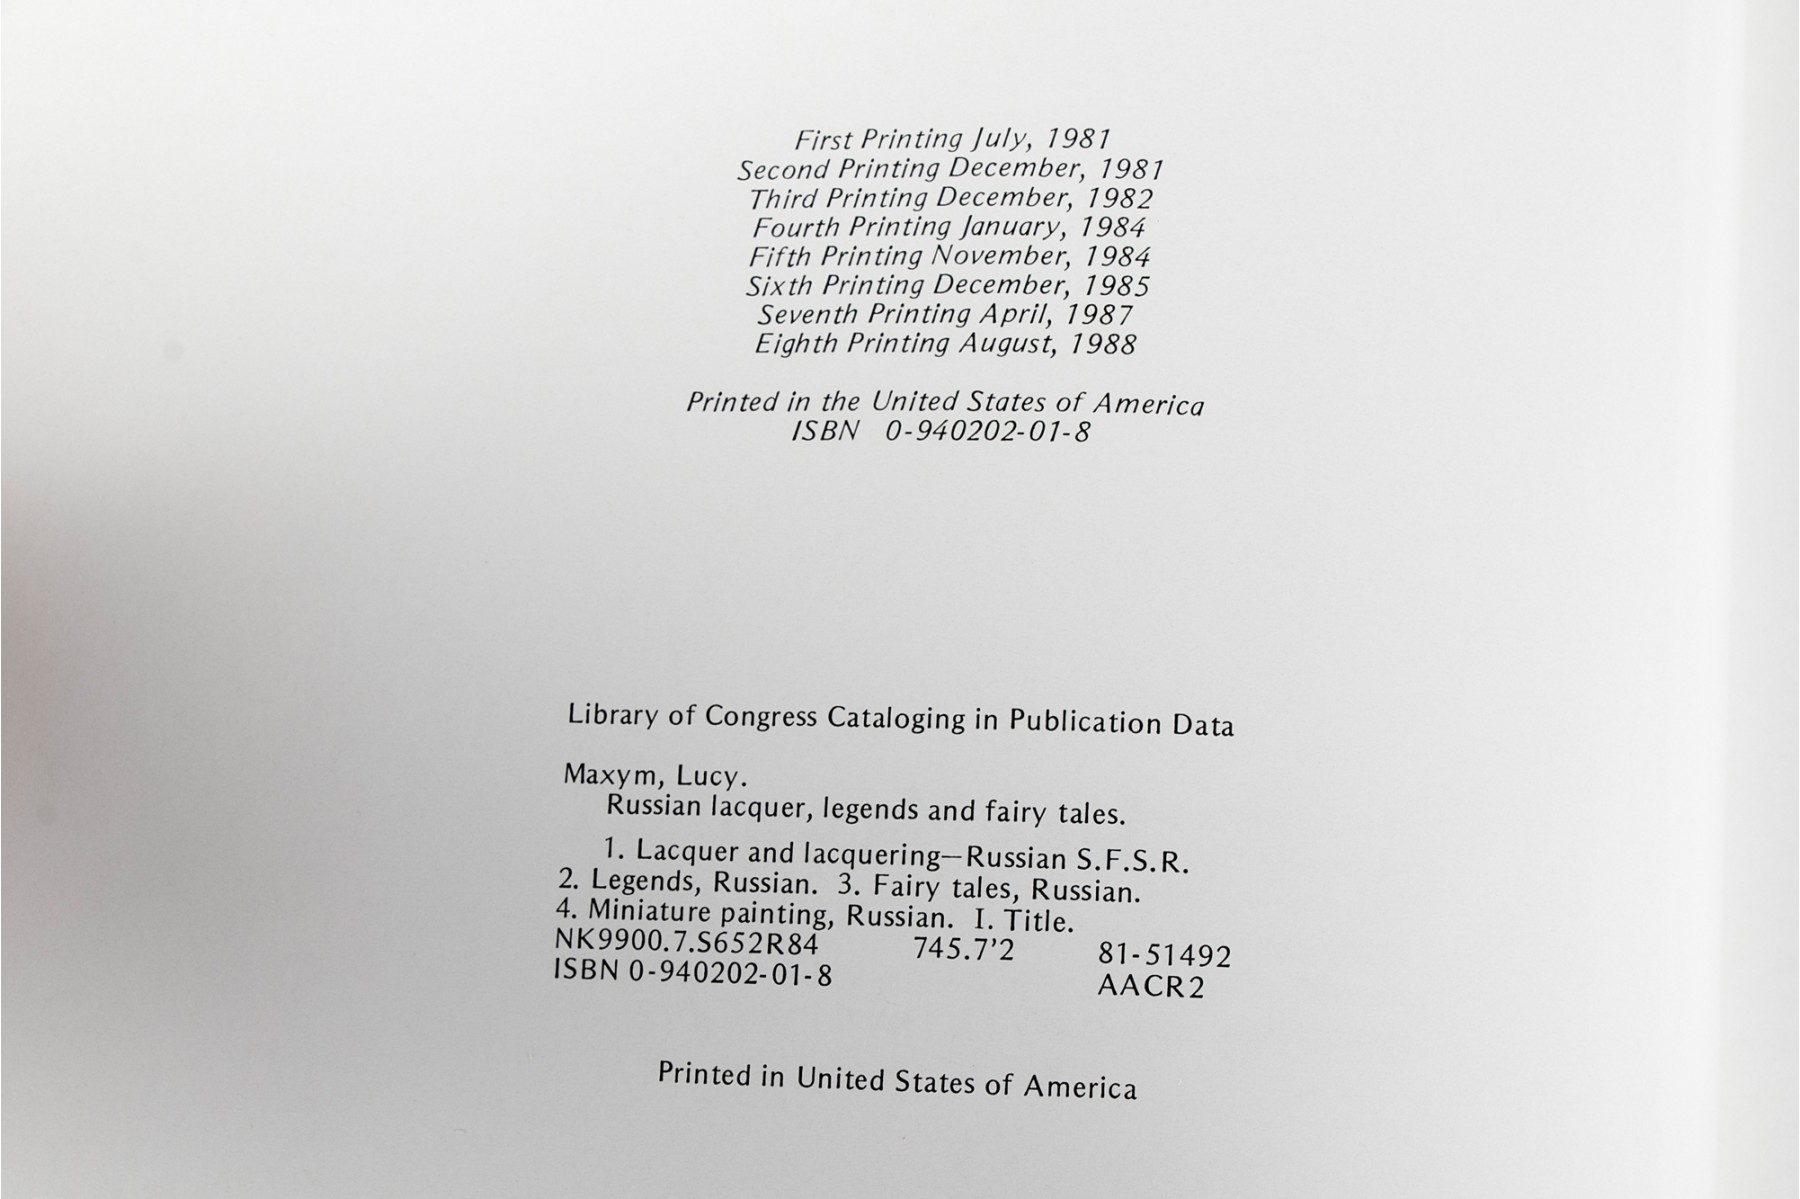 First Printing July, 1981
Second Printing December, 1981
Third Printing December, 1982
Fourth Printing January, 1984
Fifth Printing November, 1984
Sixth Printing December, 1985
Seventh Printing April, 1987
Eighth Printing August, 1988
Printed in the United States of America
ISBN 0-940202-01-8
Library of Congress Cataloging in Publication Data
Maxym, Lucy.
Russian lacquer, legends and fairy tales.
1. Lacquer and lacquering—Russian S.F.S.R.
2. Legends, Russian. 3. Fairy tales, Russian.
4. Miniature painting, Russian. I. Title.
NK9900.7.S652R84 745.7'2 81-51492
ISBN 0-940202-01-8 AACR2
Printed in United States of America